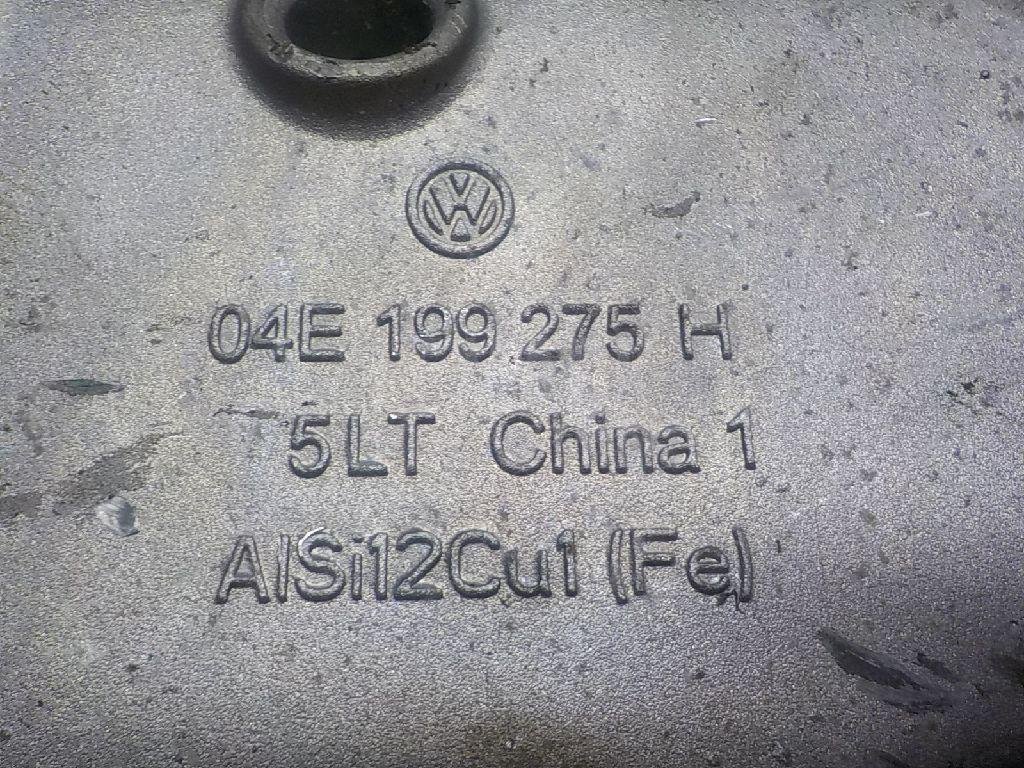 04E 199 275 H
5LT China 1
AlSi12Cu1 (Fe)